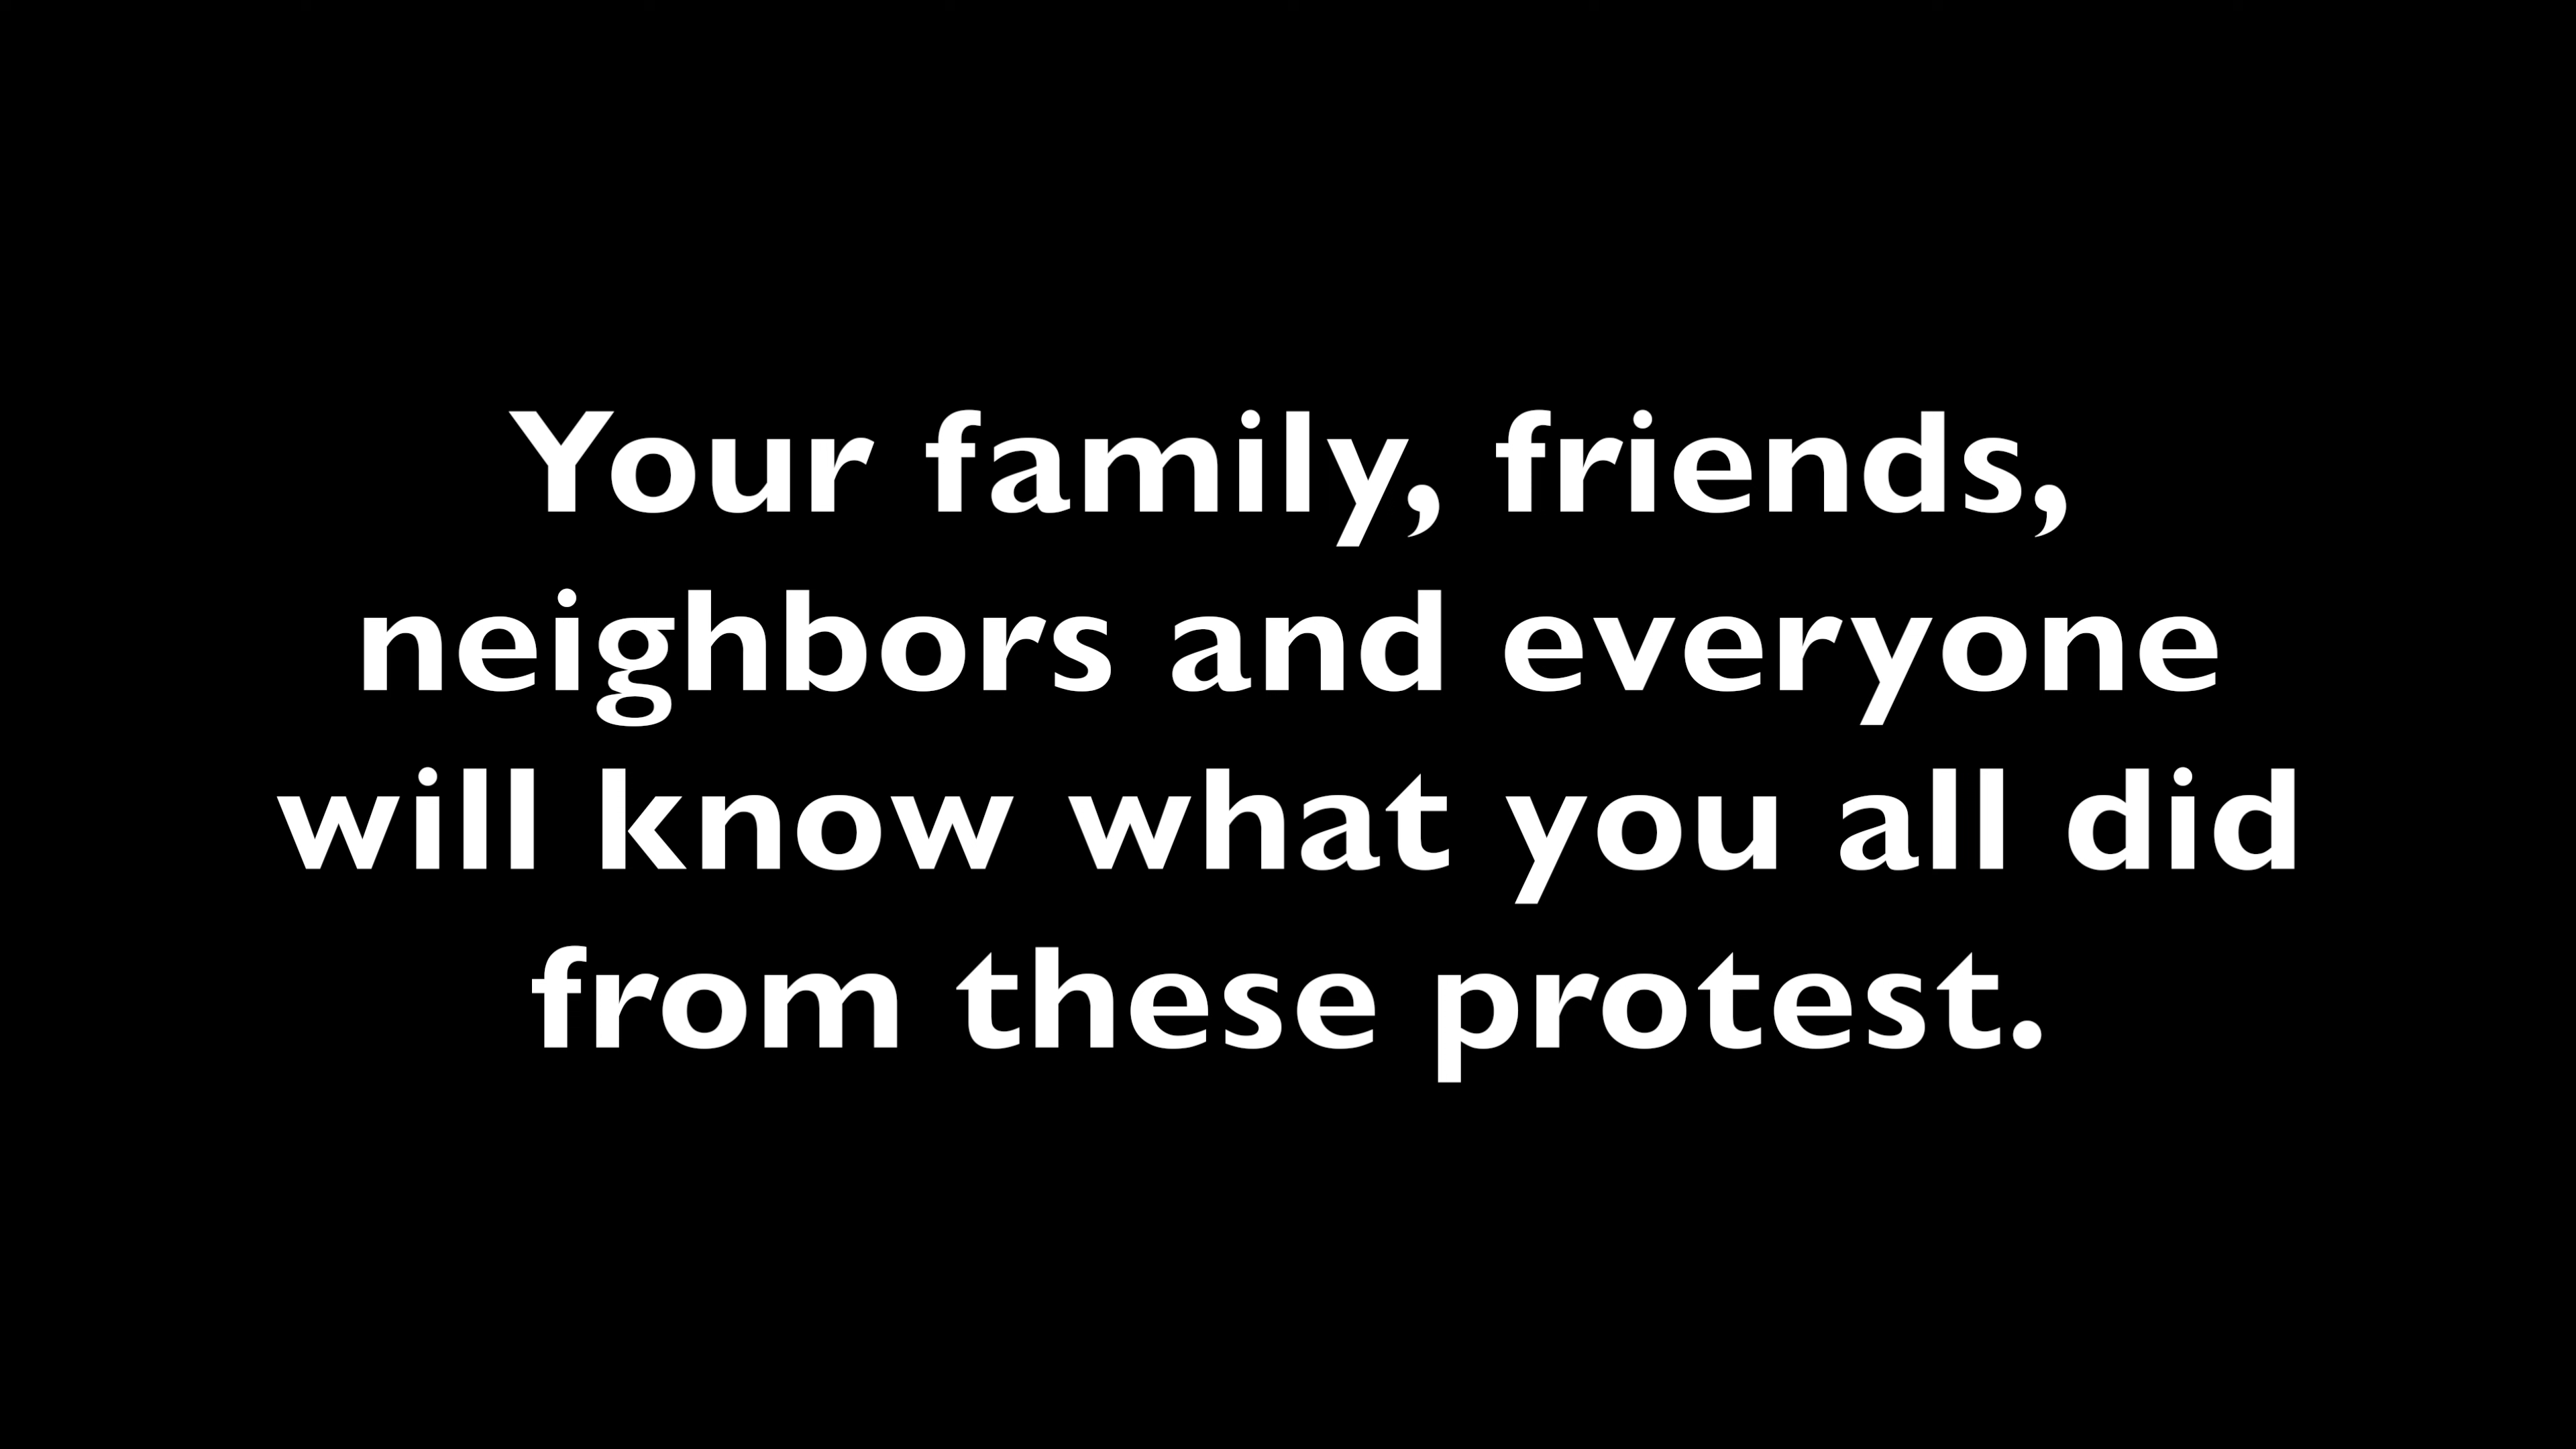 Your family, friends,
neighbors and everyone
will know what you all did
from these protest.